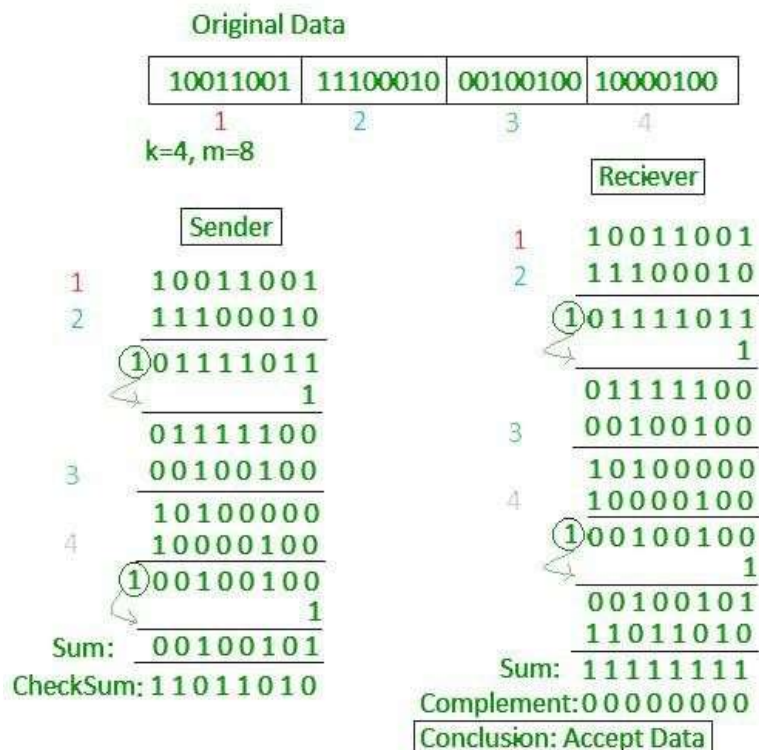 Original Data
10011001 11100010 00100100 10000100
1 2 3 4
k=4, m=8
Sender
1 10011001
2 11100010
1 01111011
1
01111100
3 00100100
10100000
4 10000100
1 00100100
1
Sum: 00100101
CheckSum: 11011010
Reciever
1 10011001
2 11100010
1 01111011
1
01111100
3 00100100
10100000
4 10000100
1 00100100
1
00100101
11011010
Sum: 11111111
Complement: 00000000
Conclusion: Accept Data